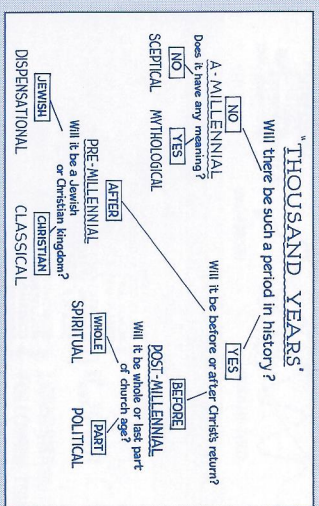 "THOUSAND YEARS"
Will there be such a period in history?
NO
YES
A-MILLENNIAL
Does it have any meaning?
NO
YES
SCEPTICAL
MYTHOLOGICAL
Will it be before or after Christ's return?
AFTER
BEFORE
PRE-MILLENNIAL
Will it be a Jewish
or Christian kingdom?
JEWISH
CHRISTIAN
DISPENSATIONAL
CLASSICAL
POST-MILLENNIAL
Will it be whole or last part
of church age?
WHOLE
PART
SPIRITUAL
POLITICAL